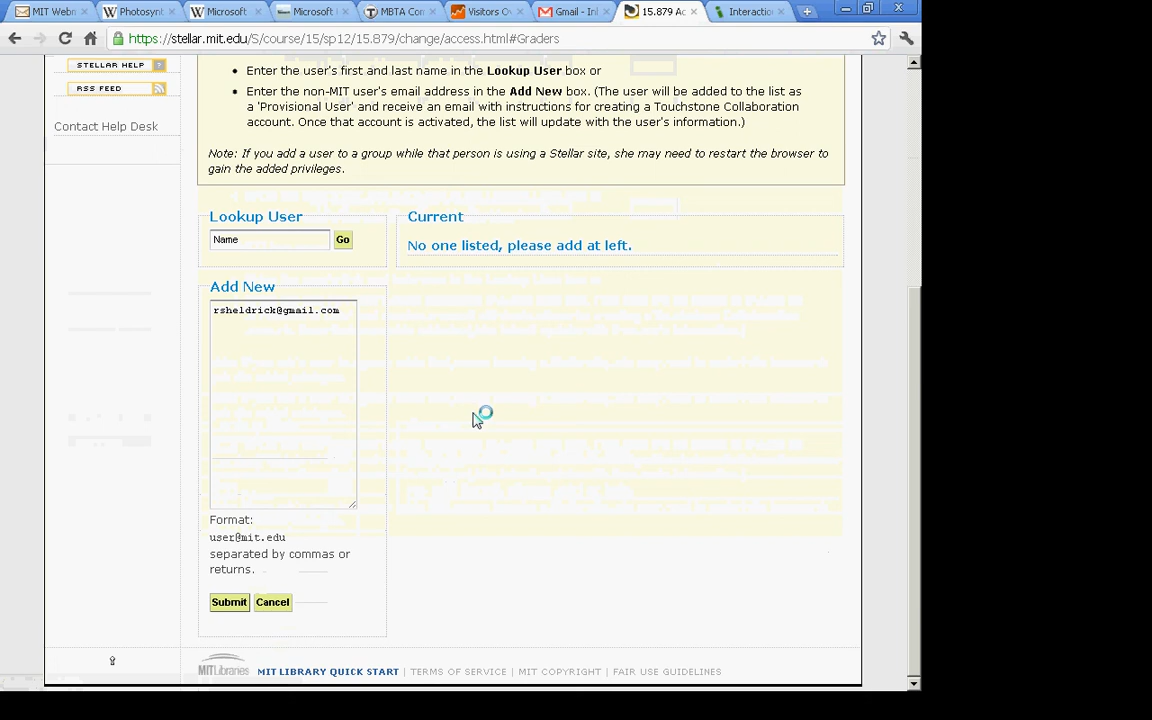 MIT Webm
Photosynt
Microsoft
Microsoft
MBTA Con
Visitors Ov
Gmail - Inl
15.879 Ac
Interactio
https://stellar.mit.edu/S/course/15/sp12/15.879/change/access.html#Graders
STELLAR HELP ?
RSS FEED
Contact Help Desk
• Enter the user's first and last name in the Lookup User box or
• Enter the non-MIT user's email address in the Add New box. (The user will be added to the list as
a 'Provisional User' and receive an email with instructions for creating a Touchstone Collaboration
account. Once that account is activated, the list will update with the user's information.)
Note: If you add a user to a group while that person is using a Stellar site, she may need to restart the browser to
gain the added privileges.
Lookup User
Name Go
Current
No one listed, please add at left.
Add New
rsheldrick@gmail.com
Format:
user@mit.edu
separated by commas or
returns.
Submit Cancel
MITLibraries
MIT LIBRARY QUICK START | TERMS OF SERVICE | MIT COPYRIGHT | FAIR USE GUIDELINES